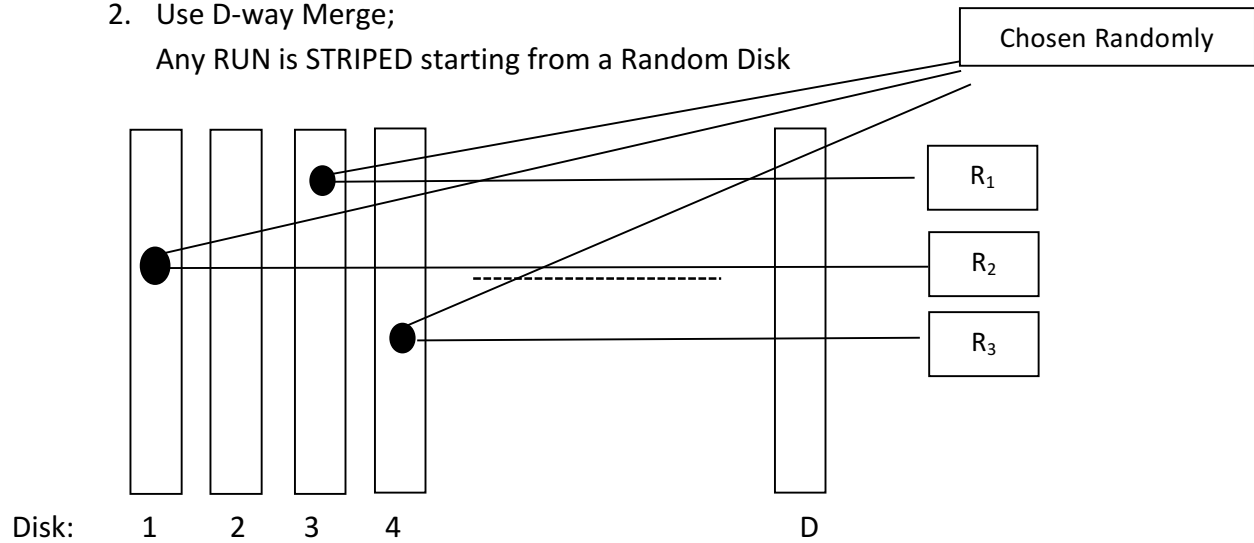 2. Use D-way Merge;
Any RUN is STRIPED starting from a Random Disk
Chosen Randomly
R₁
R₂
R₃
Disk: 1 2 3 4 D